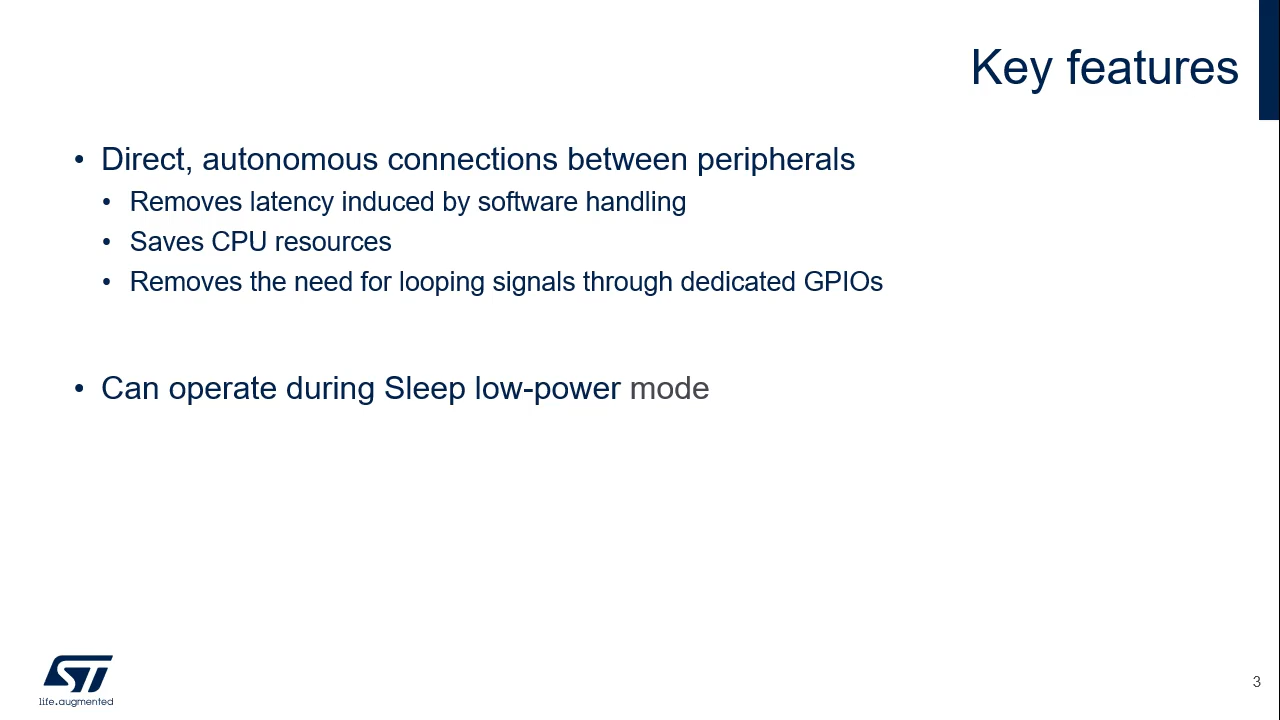 Key features
• Direct, autonomous connections between peripherals
• Removes latency induced by software handling
• Saves CPU resources
• Removes the need for looping signals through dedicated GPIOs
• Can operate during Sleep low-power mode
ST
life.augmented
3